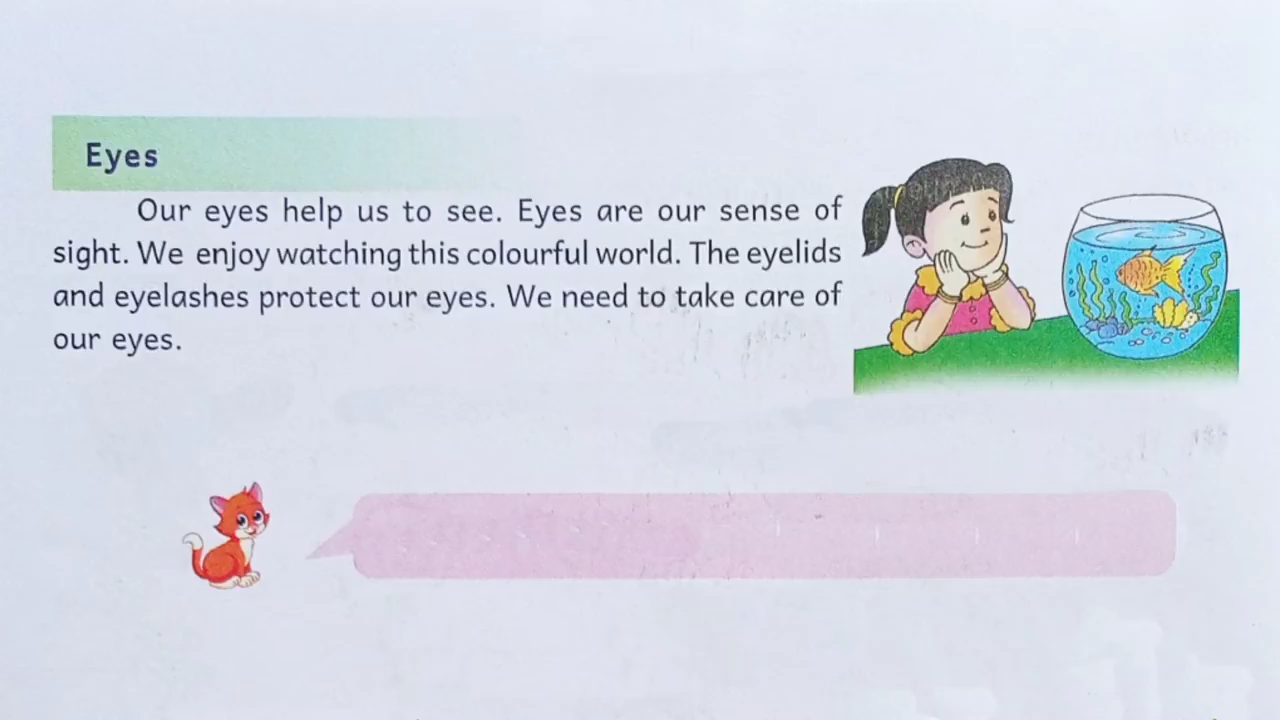 Eyes
Our eyes help us to see. Eyes are our sense of
sight. We enjoy watching this colourful world. The eyelids
and eyelashes protect our eyes. We need to take care of
our eyes.